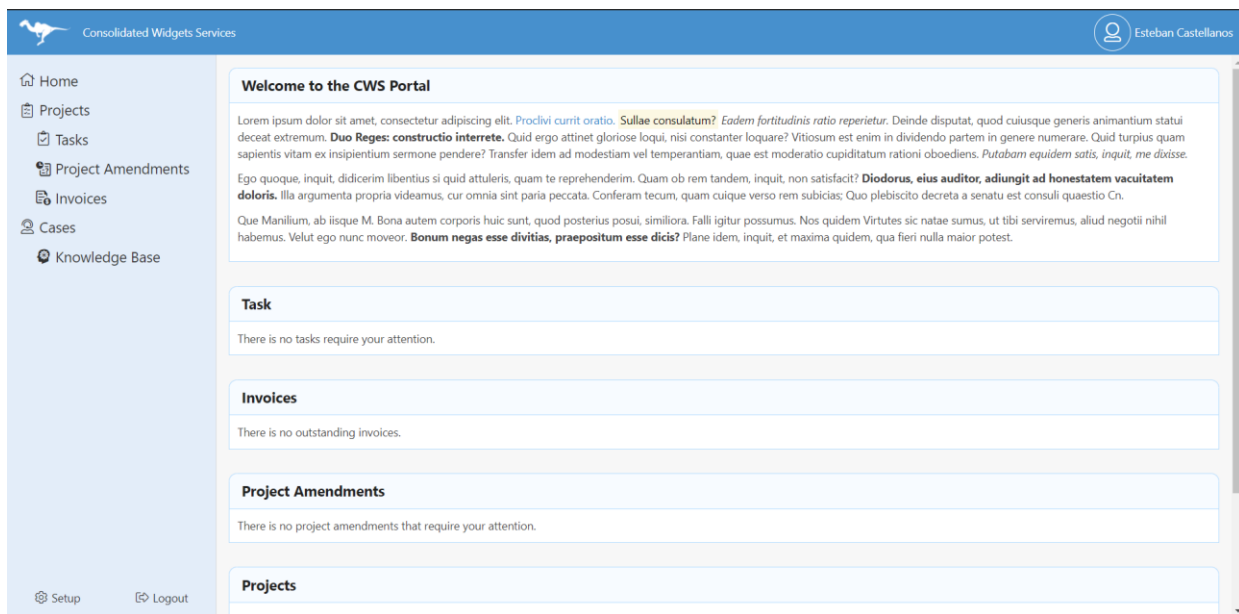 Consolidated Widgets Services
Esteban Castellanos
Home
Projects
Tasks
Project Amendments
Invoices
Cases
Knowledge Base
Setup
Logout
Welcome to the CWS Portal
Lorem ipsum dolor sit amet, consectetur adipiscing elit. Proclivi currit oratio. Sullae consulatum? Eadem fortitudinis ratio reperietur. Deinde disputat, quod cuiusque generis animantium statui
deceat extremum. Duo Reges: constructio interrete. Quid ergo attinet gloriose loqui, nisi constanter loquare? Vitiosum est enim in dividendo partem in genere numerare. Quid turpius quam
sapientis vitam ex insipientium sermone pendere? Transfer idem ad modestiam vel temperantiam, quae est moderatio cupiditatum rationi oboediens. Putabam equidem satis, inquit, me dixisse.
Ego quoque, inquit, didicerim libentius si quid attuleris, quam te reprehenderim. Quam ob rem tandem, inquit, non satisfacit? Diodorus, eius auditor, adiungit ad honestatem vacuitatem
doloris. Illa argumenta propria videamus, cur omnia sint paria peccata. Conferam tecum, quam cuique verso rem subicias; Quo plebiscito decreta a senatu est consuli quaestio Cn.
Que Manilium, ab iisque M. Bona autem corporis huic sunt, quod posterius posui, similiora. Falli igitur possumus. Nos quidem Virtutes sic natae sumus, ut tibi serviremus, aliud negotii nihil
habemus. Velut ego nunc moveor. Bonum negas esse divitias, praepositum esse dicis? Plane idem, inquit, et maxima quidem, qua fieri nulla maior potest.
Task
There is no tasks require your attention.
Invoices
There is no outstanding invoices.
Project Amendments
There is no project amendments that require your attention.
Projects